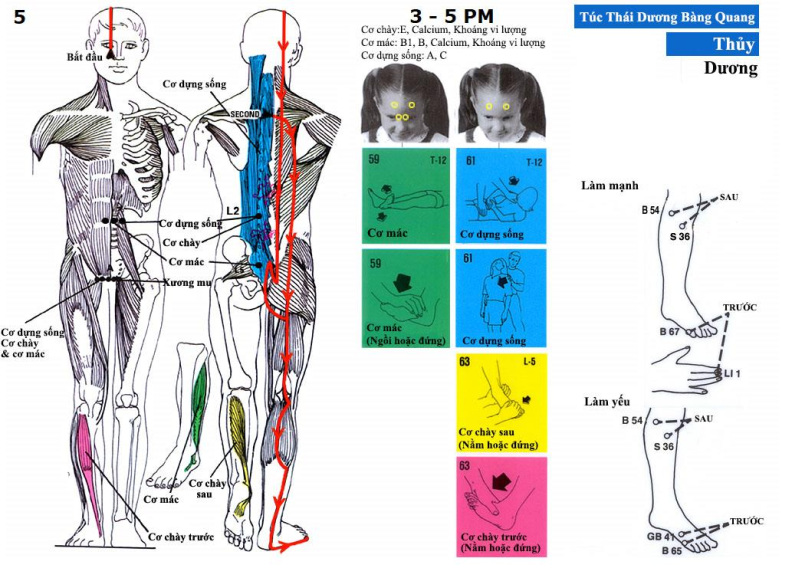 5
3 - 5 PM
Túc Thái Dương Bàng Quang
Thủy
Dương
Cơ chày:E, Calcium, Khoáng vi lượng
Cơ mác: B1, B, Calcium, Khoáng vi lượng
Cơ dựng sống: A, C
Bắt đầu
Cơ dựng sống
SECOND
L2
Cơ dựng sống
Cơ chày
Cơ mác
A
Xương mu
Cơ dựng sống
Cơ chày
& cơ mác
Cơ mác
Cơ chày
sau
Cơ chày trước
59
T-12
Cơ mác
61
T-12
Cơ dựng sống
59
Cơ mác
(Ngồi hoặc đứng)
61
Cơ dựng sống
63
L-5
Cơ chày sau
(Nằm hoặc đứng)
63
Cơ chày trước
(Nằm hoặc đứng)
Làm mạnh
B 54
SAU
S 36
TRƯỚC
B 67
LI 1
Làm yếu
B 54
SAU
S 36
TRƯỚC
GB 41
B 65